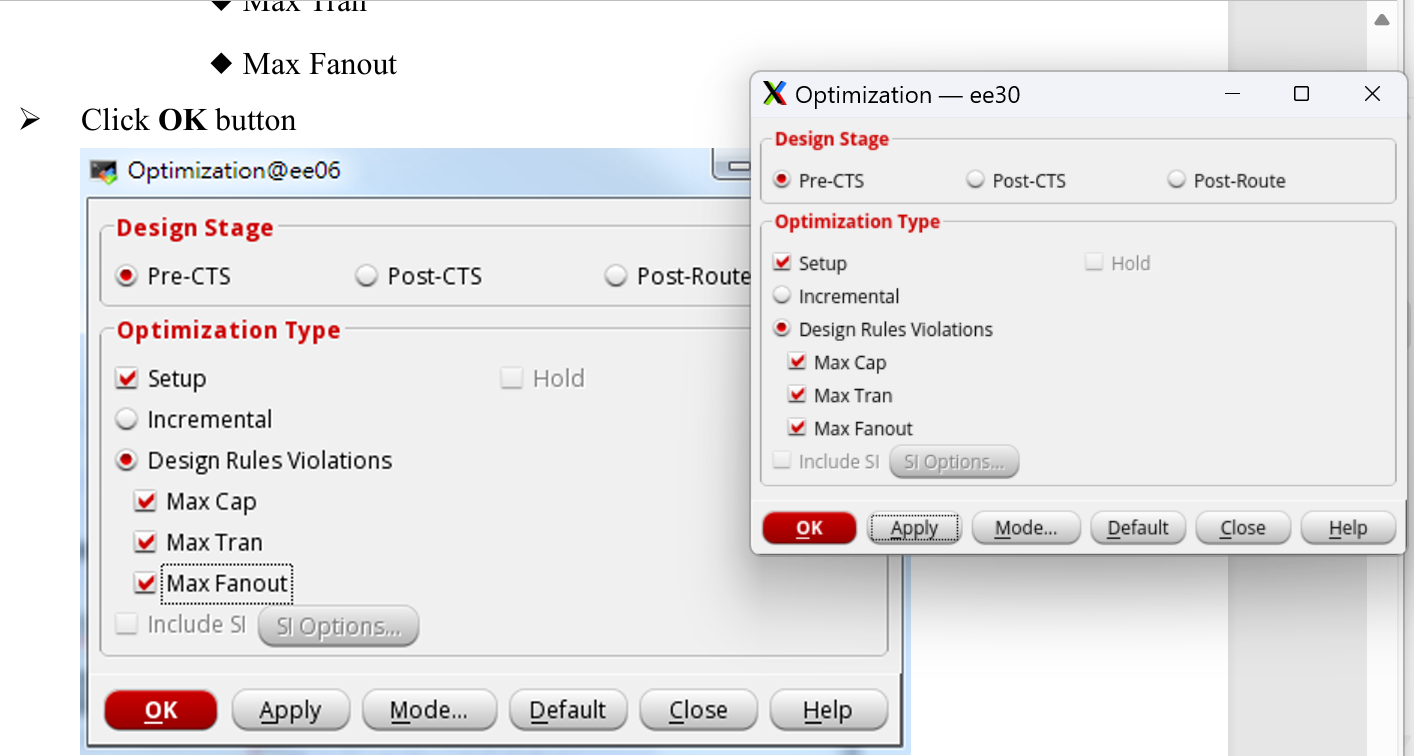 Max Tran
Max Fanout
Click OK button
Optimization@ee06
Design Stage
Pre-CTS Post-CTS Post-Route
Optimization Type
Setup Hold
Incremental
Design Rules Violations
Max Cap
Max Tran
Max Fanout
Include SI SI Options...
OK Apply Mode... Default Close Help
Optimization — ee30
Design Stage
Pre-CTS Post-CTS Post-Route
Optimization Type
Setup Hold
Incremental
Design Rules Violations
Max Cap
Max Tran
Max Fanout
Include SI SI Options...
OK Apply Mode... Default Close Help